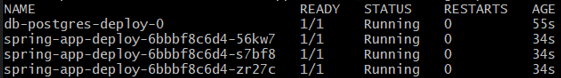 NAME READY STATUS RESTARTS AGE
db-postgres-deploy-0 1/1 Running 0 55s
spring-app-deploy-6bbbf8c6d4-56kw7 1/1 Running 0 34s
spring-app-deploy-6bbbf8c6d4-s7bf8 1/1 Running 0 34s
spring-app-deploy-6bbbf8c6d4-zr27c 1/1 Running 0 34s